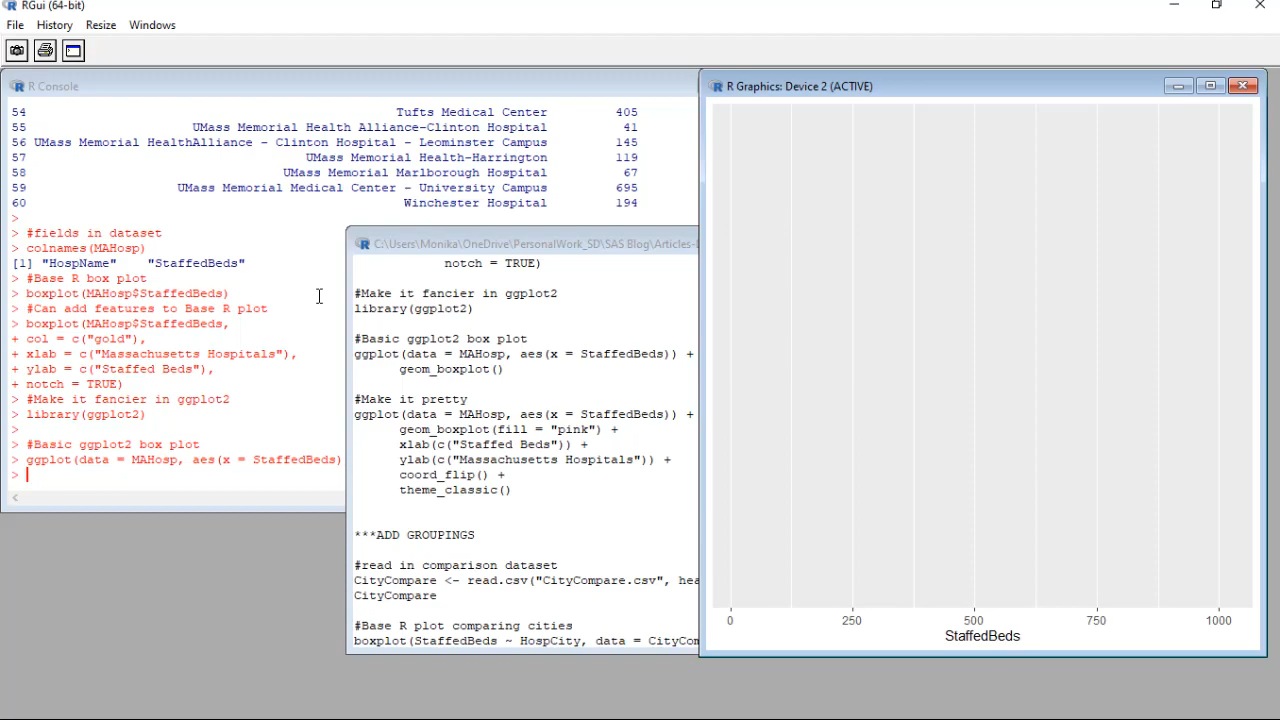 RGui (64-bit)
File History Resize Windows
R Console
54 Tufts Medical Center 405
55 UMass Memorial Health Alliance-Clinton Hospital 41
56 UMass Memorial HealthAlliance - Clinton Hospital - Leominster Campus 145
57 UMass Memorial Health-Harrington 119
58 UMass Memorial Marlborough Hospital 67
59 UMass Memorial Medical Center - University Campus 695
60 Winchester Hospital 194
>
> #fields in dataset
> colnames(MAHosp)
[1] "HospName" "StaffedBeds"
> #Base R box plot
> boxplot(MAHosp$StaffedBeds)
> #Can add features to Base R plot
> boxplot(MAHosp$StaffedBeds,
+ col = c("gold"),
+ xlab = c("Massachusetts Hospitals"),
+ ylab = c("Staffed Beds"),
+ notch = TRUE)
> #Make it fancier in ggplot2
> library(ggplot2)
>
> #Basic ggplot2 box plot
> ggplot(data = MAHosp, aes(x = StaffedBeds)
>
C:\Users\Monika\OneDrive\PersonalWork_SD\SAS Blog\Articles-
notch = TRUE)
#Make it fancier in ggplot2
library(ggplot2)
#Basic ggplot2 box plot
ggplot(data = MAHosp, aes(x = StaffedBeds)) +
geom_boxplot()
#Make it pretty
ggplot(data = MAHosp, aes(x = StaffedBeds)) +
geom_boxplot(fill = "pink") +
xlab(c("Staffed Beds")) +
ylab(c("Massachusetts Hospitals")) +
coord_flip() +
theme_classic()
***ADD GROUPINGS
#read in comparison dataset
CityCompare <- read.csv("CityCompare.csv", hea
CityCompare
#Base R plot comparing cities
boxplot(StaffedBeds ~ HospCity, data = CityCom
R Graphics: Device 2 (ACTIVE)
0 250 500 750 1000
StaffedBeds